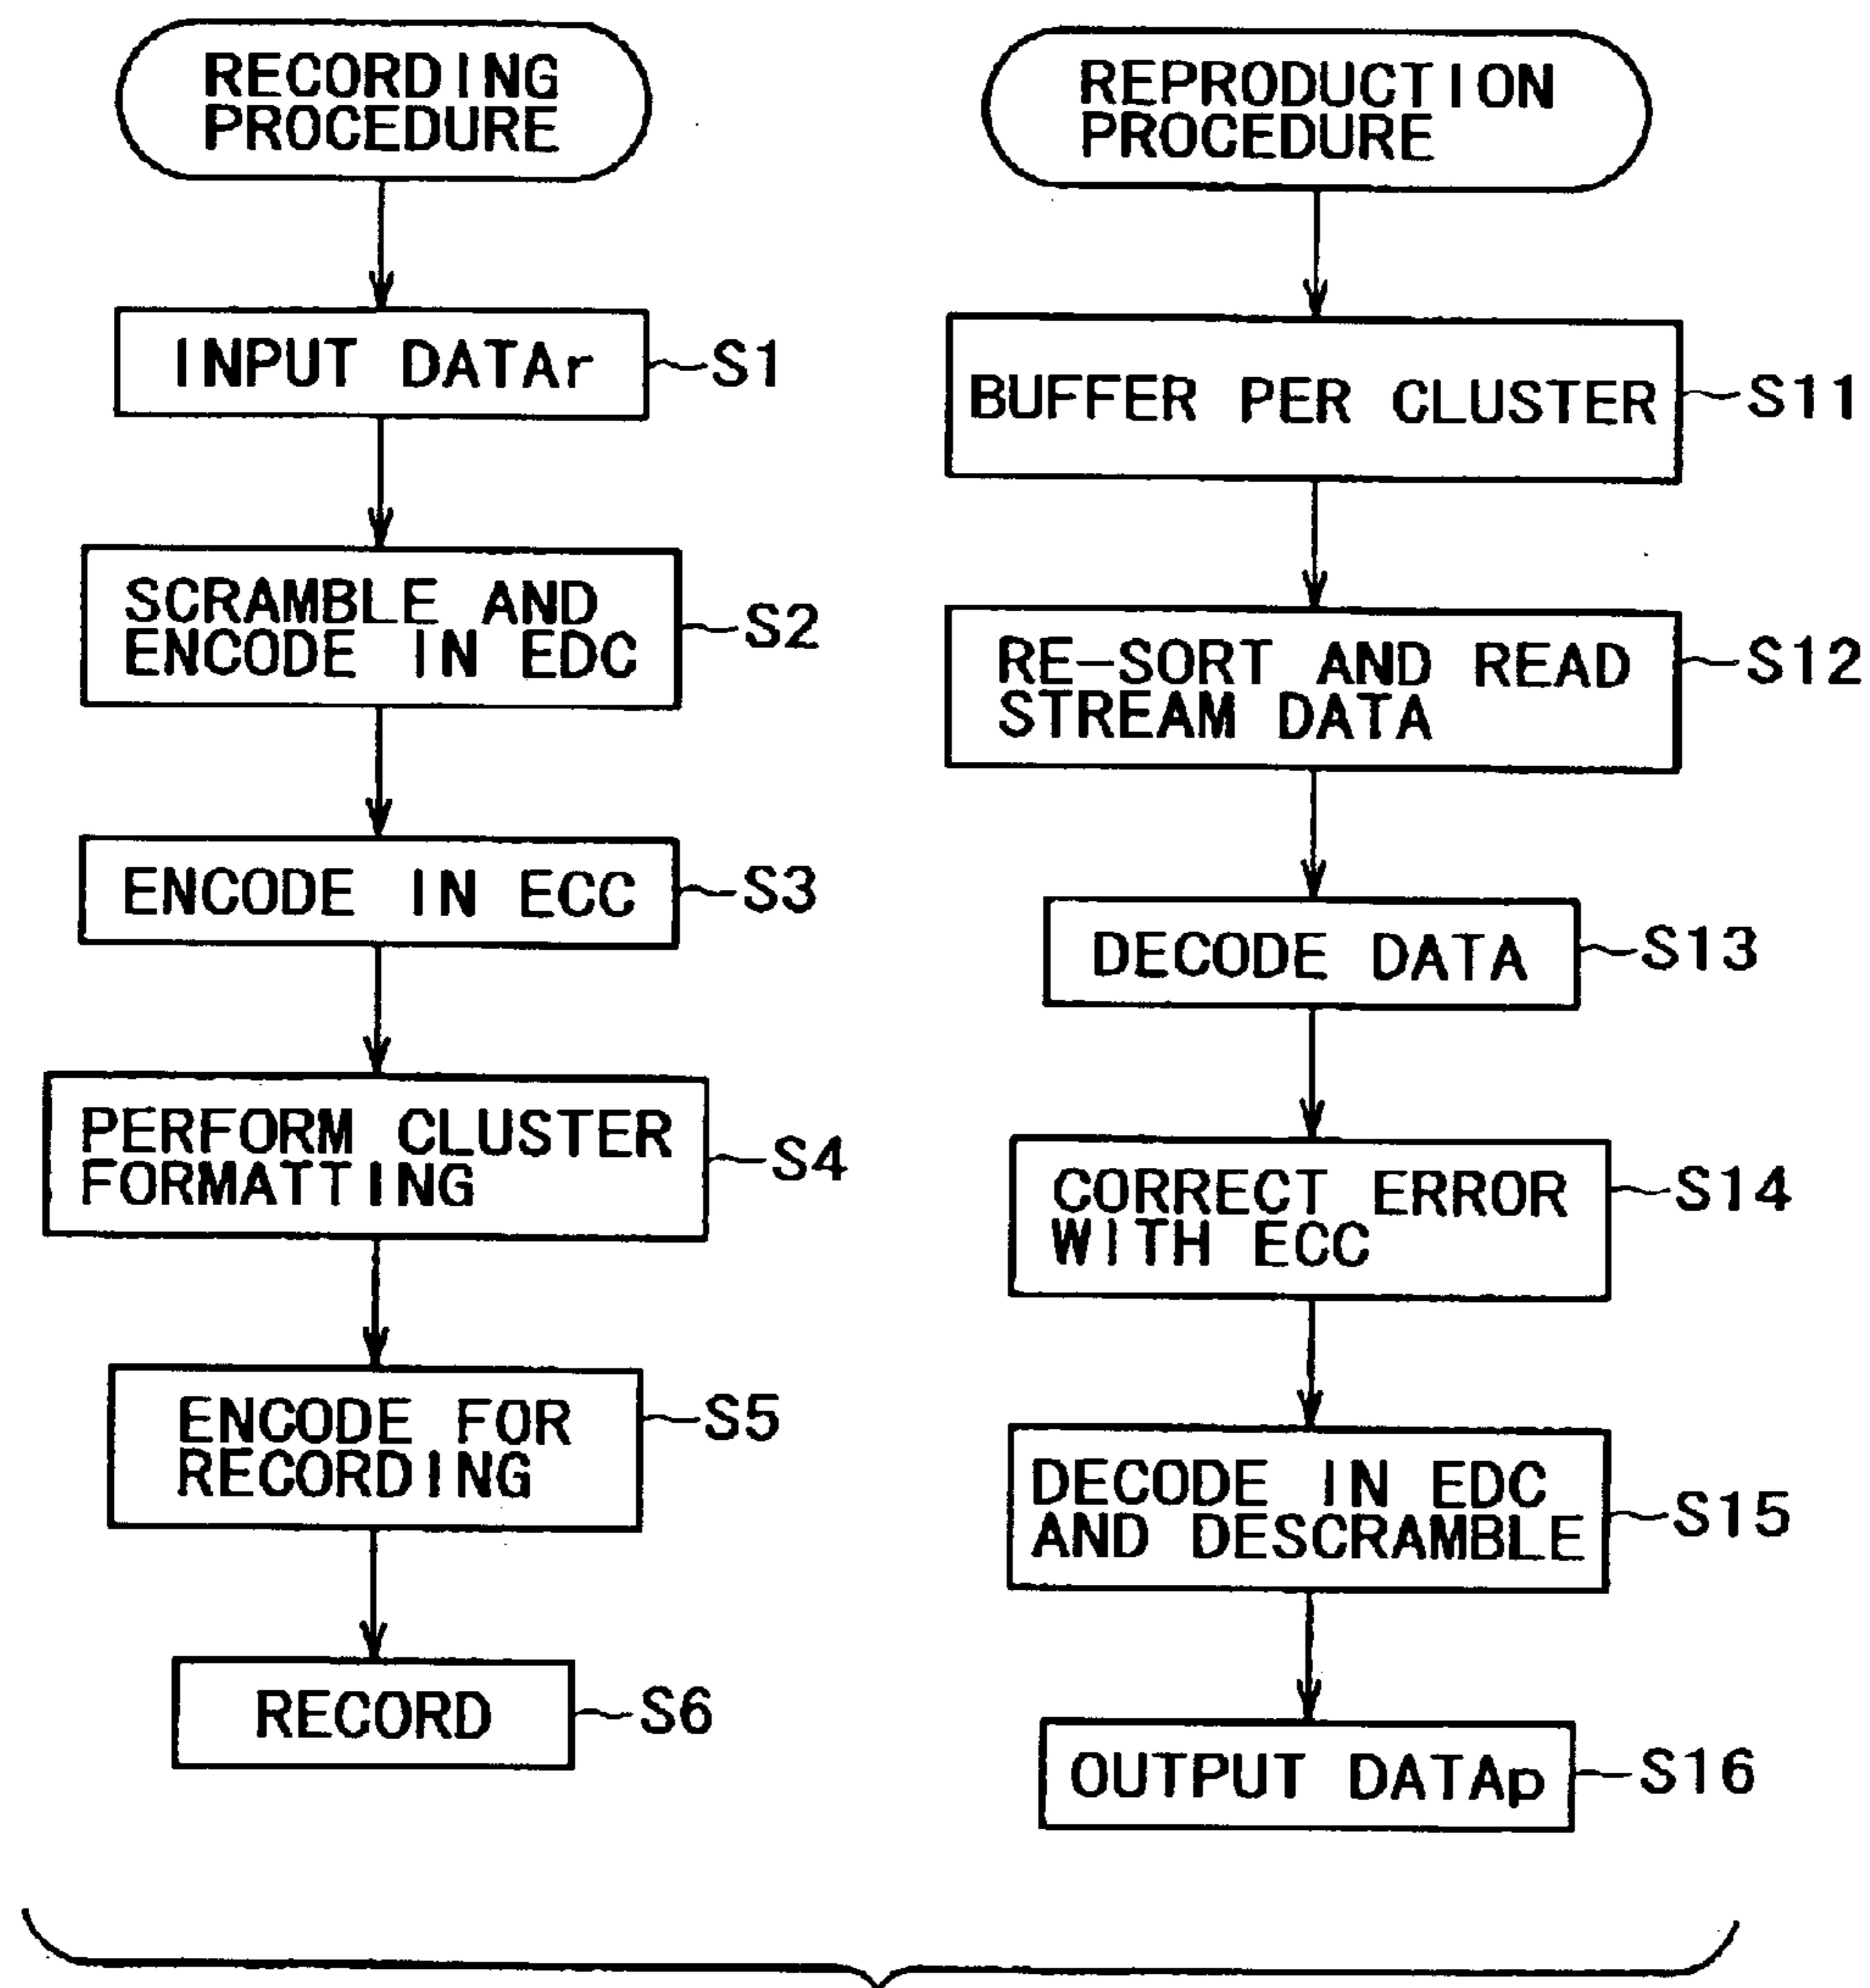 RECORDING
PROCEDURE
INPUT DATAr
S1
SCRAMBLE AND
ENCODE IN EDC
S2
ENCODE IN ECC
S3
PERFORM CLUSTER
FORMATTING
S4
ENCODE FOR
RECORDING
S5
RECORD
S6
REPRODUCTION
PROCEDURE
BUFFER PER CLUSTER
S11
RE-SORT AND READ
STREAM DATA
S12
DECODE DATA
S13
CORRECT ERROR
WITH ECC
S14
DECODE IN EDC
AND DESCRAMBLE
S15
OUTPUT DATAp
S16